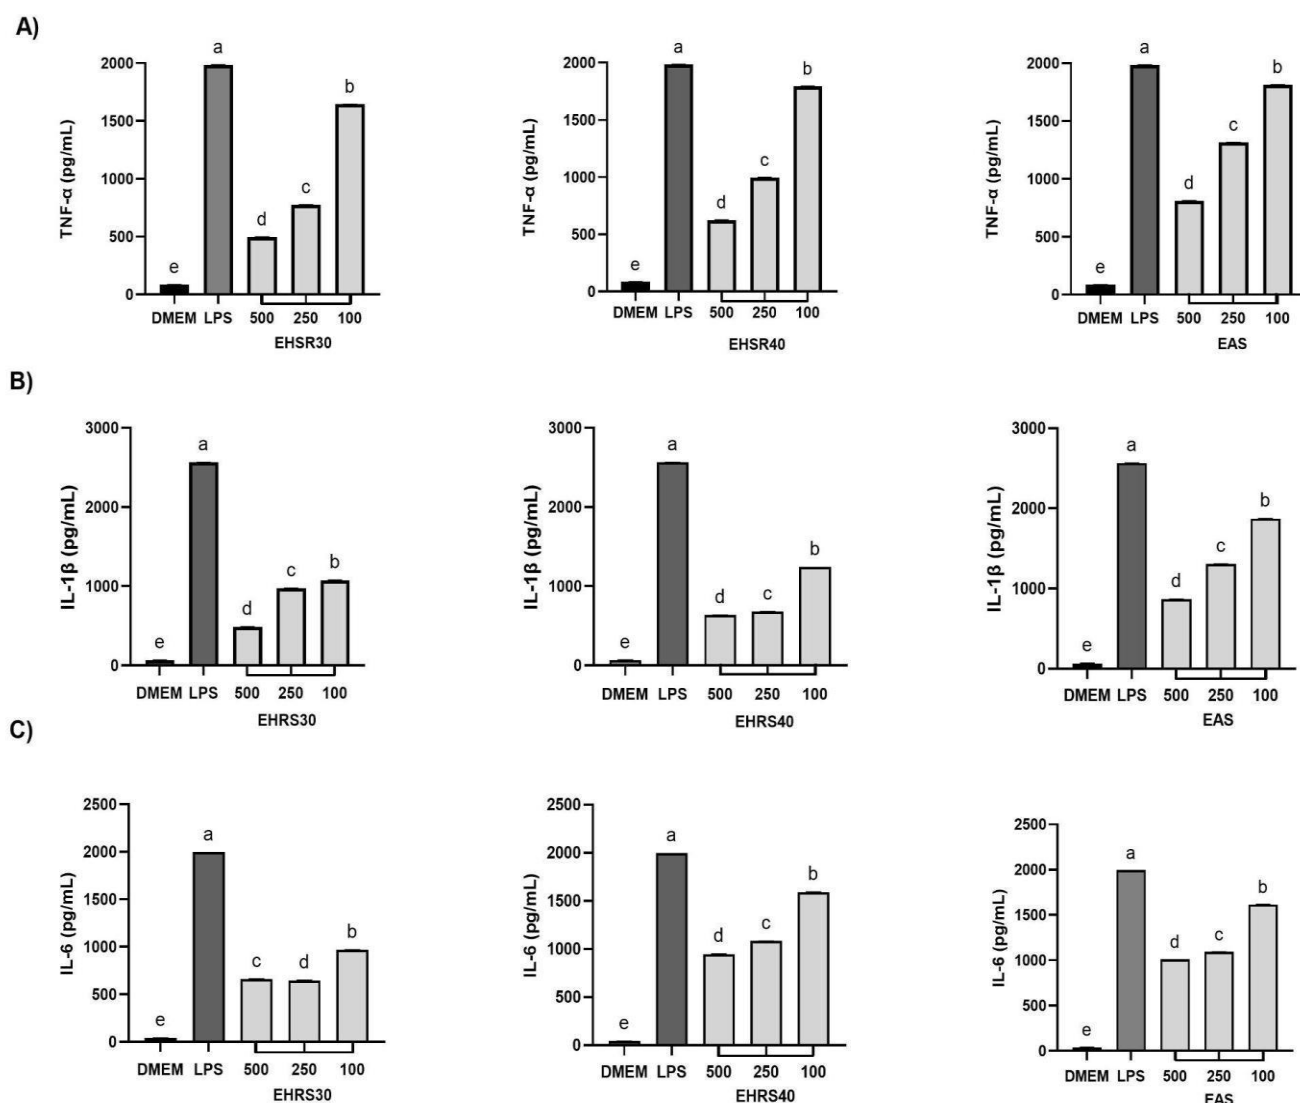 A)
TNF-α (pg/mL)
2000
1500
1000
500
0
e a d c b
DMEM LPS 500 250 100
EHSR30
TNF-α (pg/mL)
2000
1500
1000
500
0
e a d c b
DMEM LPS 500 250 100
EHSR40
TNF-α (pg/mL)
2000
1500
1000
500
0
e a d c b
DMEM LPS 500 250 100
EAS
B)
IL-1β (pg/mL)
3000
2000
1000
0
e a d c b
DMEM LPS 500 250 100
EHRS30
IL-1β (pg/mL)
3000
2000
1000
0
e a d c b
DMEM LPS 500 250 100
EHRS40
IL-1β (pg/mL)
3000
2000
1000
0
e a d c b
DMEM LPS 500 250 100
EAS
C)
IL-6 (pg/mL)
2500
2000
1500
1000
500
0
e a c d b
DMEM LPS 500 250 100
EHRS30
IL-6 (pg/mL)
2500
2000
1500
1000
500
0
e a d c b
DMEM LPS 500 250 100
EHRS40
IL-6 (pg/mL)
2500
2000
1500
1000
500
0
e a d c b
DMEM LPS 500 250 100
EAS